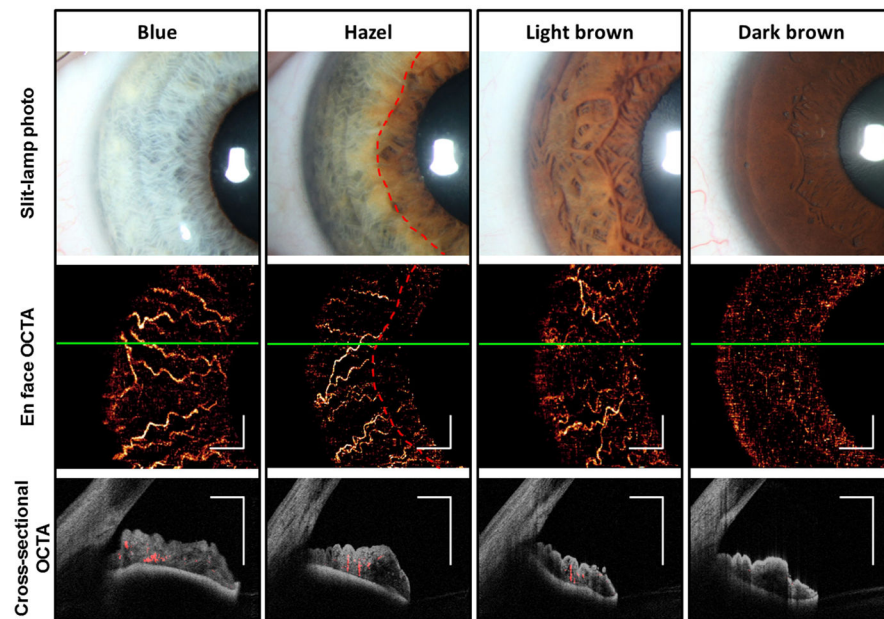 Blue
Hazel
Light brown
Dark brown
Slit-lamp photo
En face OCTA
Cross-sectional
OCTA